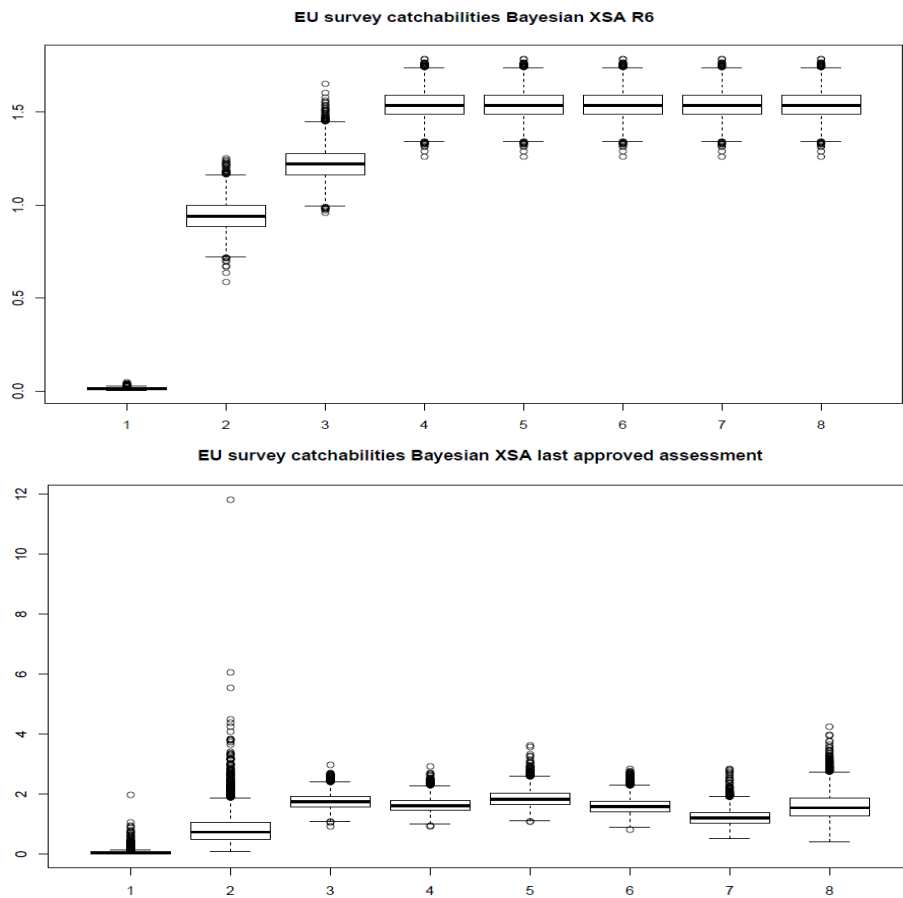 EU survey catchabilities Bayesian XSA R6
1.5
1.0
0.5
0.0
1 2 3 4 5 6 7 8
EU survey catchabilities Bayesian XSA last approved assessment
12
10
8
6
4
2
0
1 2 3 4 5 6 7 8